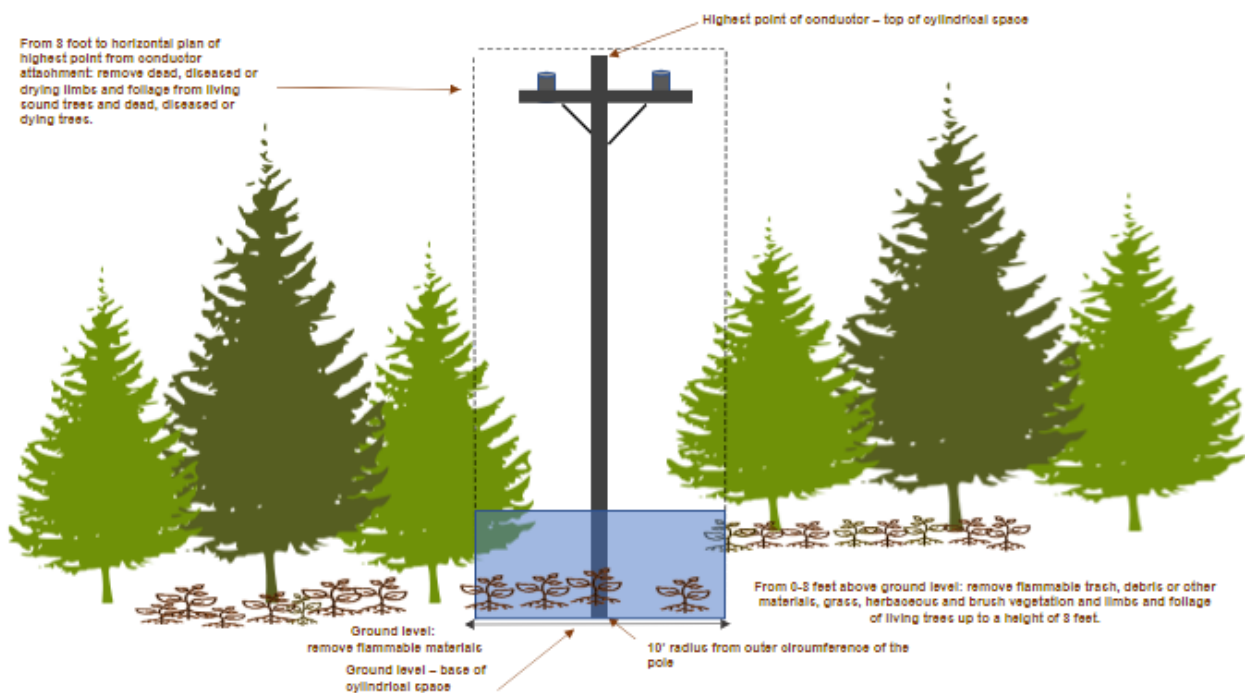 Highest point of conductor – top of cylindrical space
From 8 foot to horizontal plan of
highest point from conductor
attachment: remove dead, diseased or
drying limbs and foliage from living
sound trees and dead, diseased or
dying trees.
From 0-8 feet above ground level: remove flammable trash, debris or other
materials, grass, herbaceous and brush vegetation and limbs and foliage
of living trees up to a height of 8 feet.
Ground level:
remove flammable materials
10' radius from outer circumference of the
pole
Ground level – base of
cylindrical space